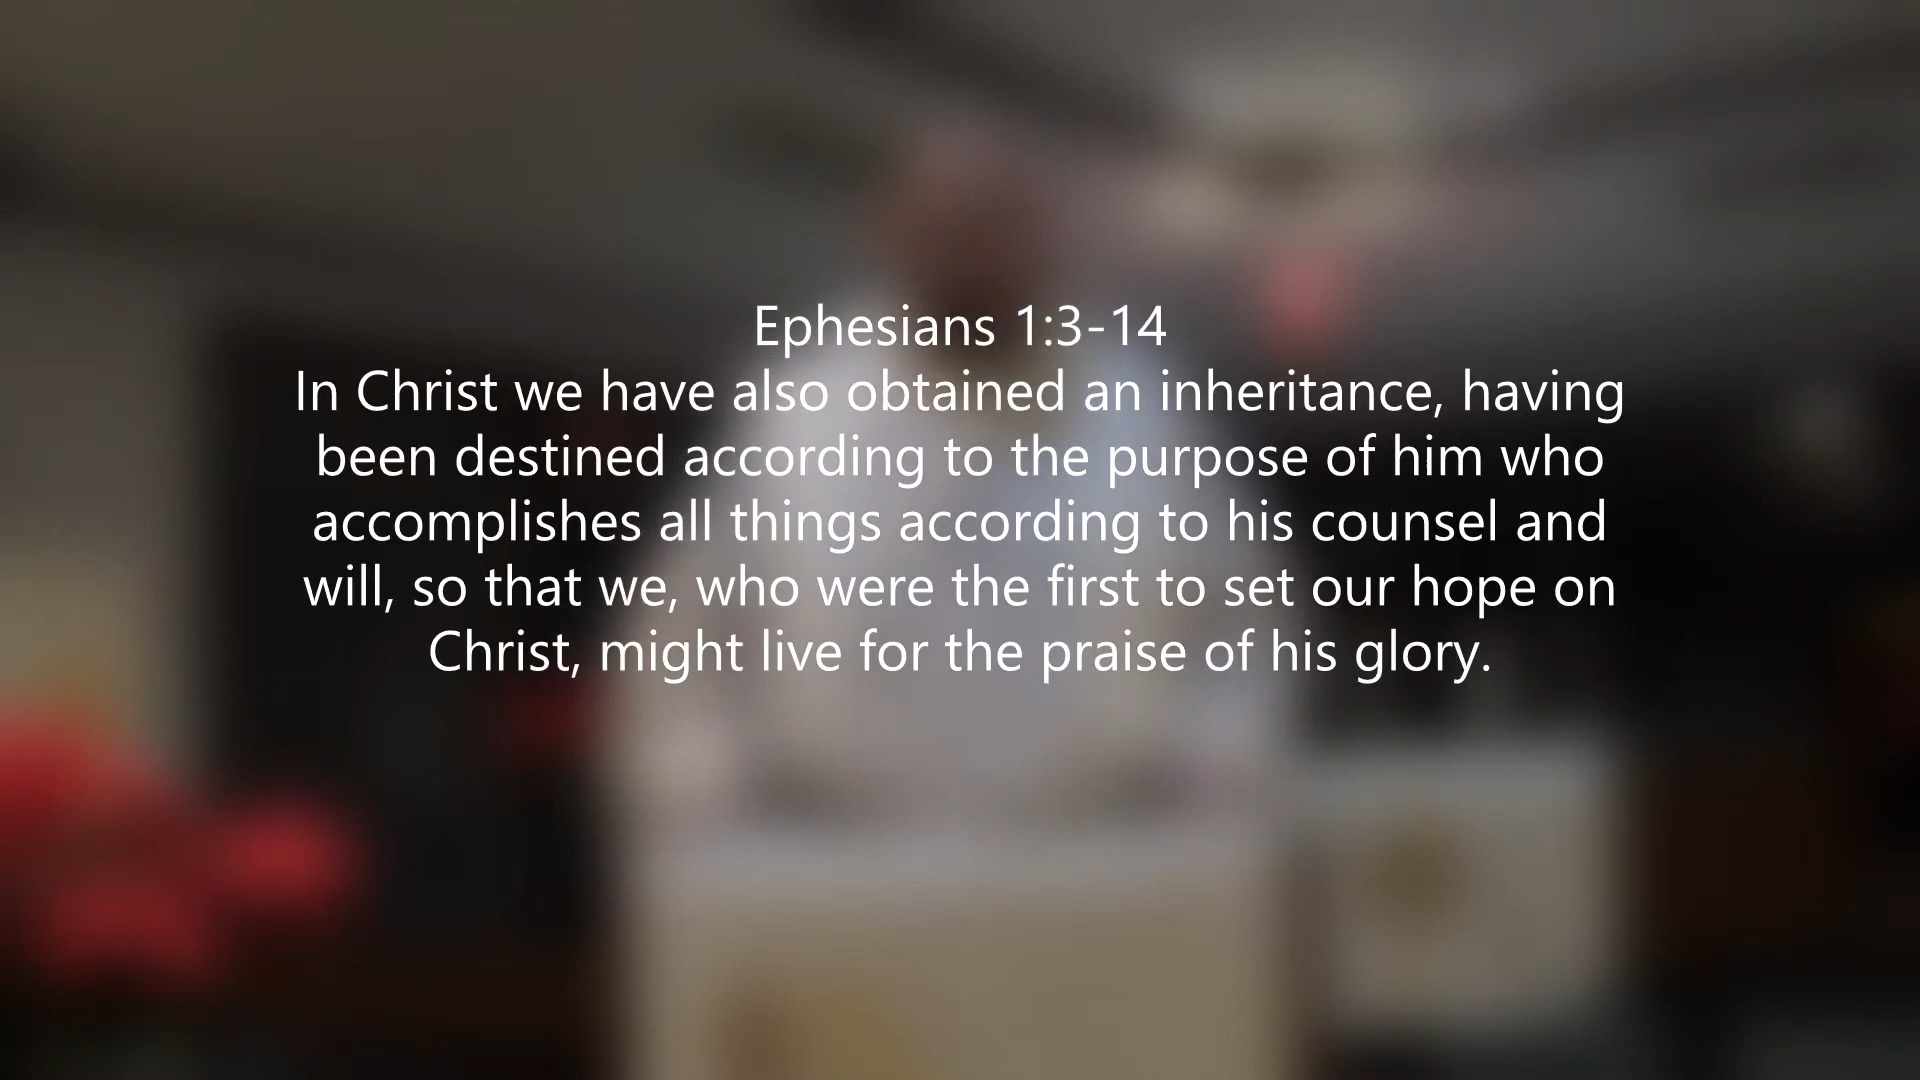 Ephesians 1:3-14
In Christ we have also obtained an inheritance, having
been destined according to the purpose of him who
accomplishes all things according to his counsel and
will, so that we, who were the first to set our hope on
Christ, might live for the praise of his glory.